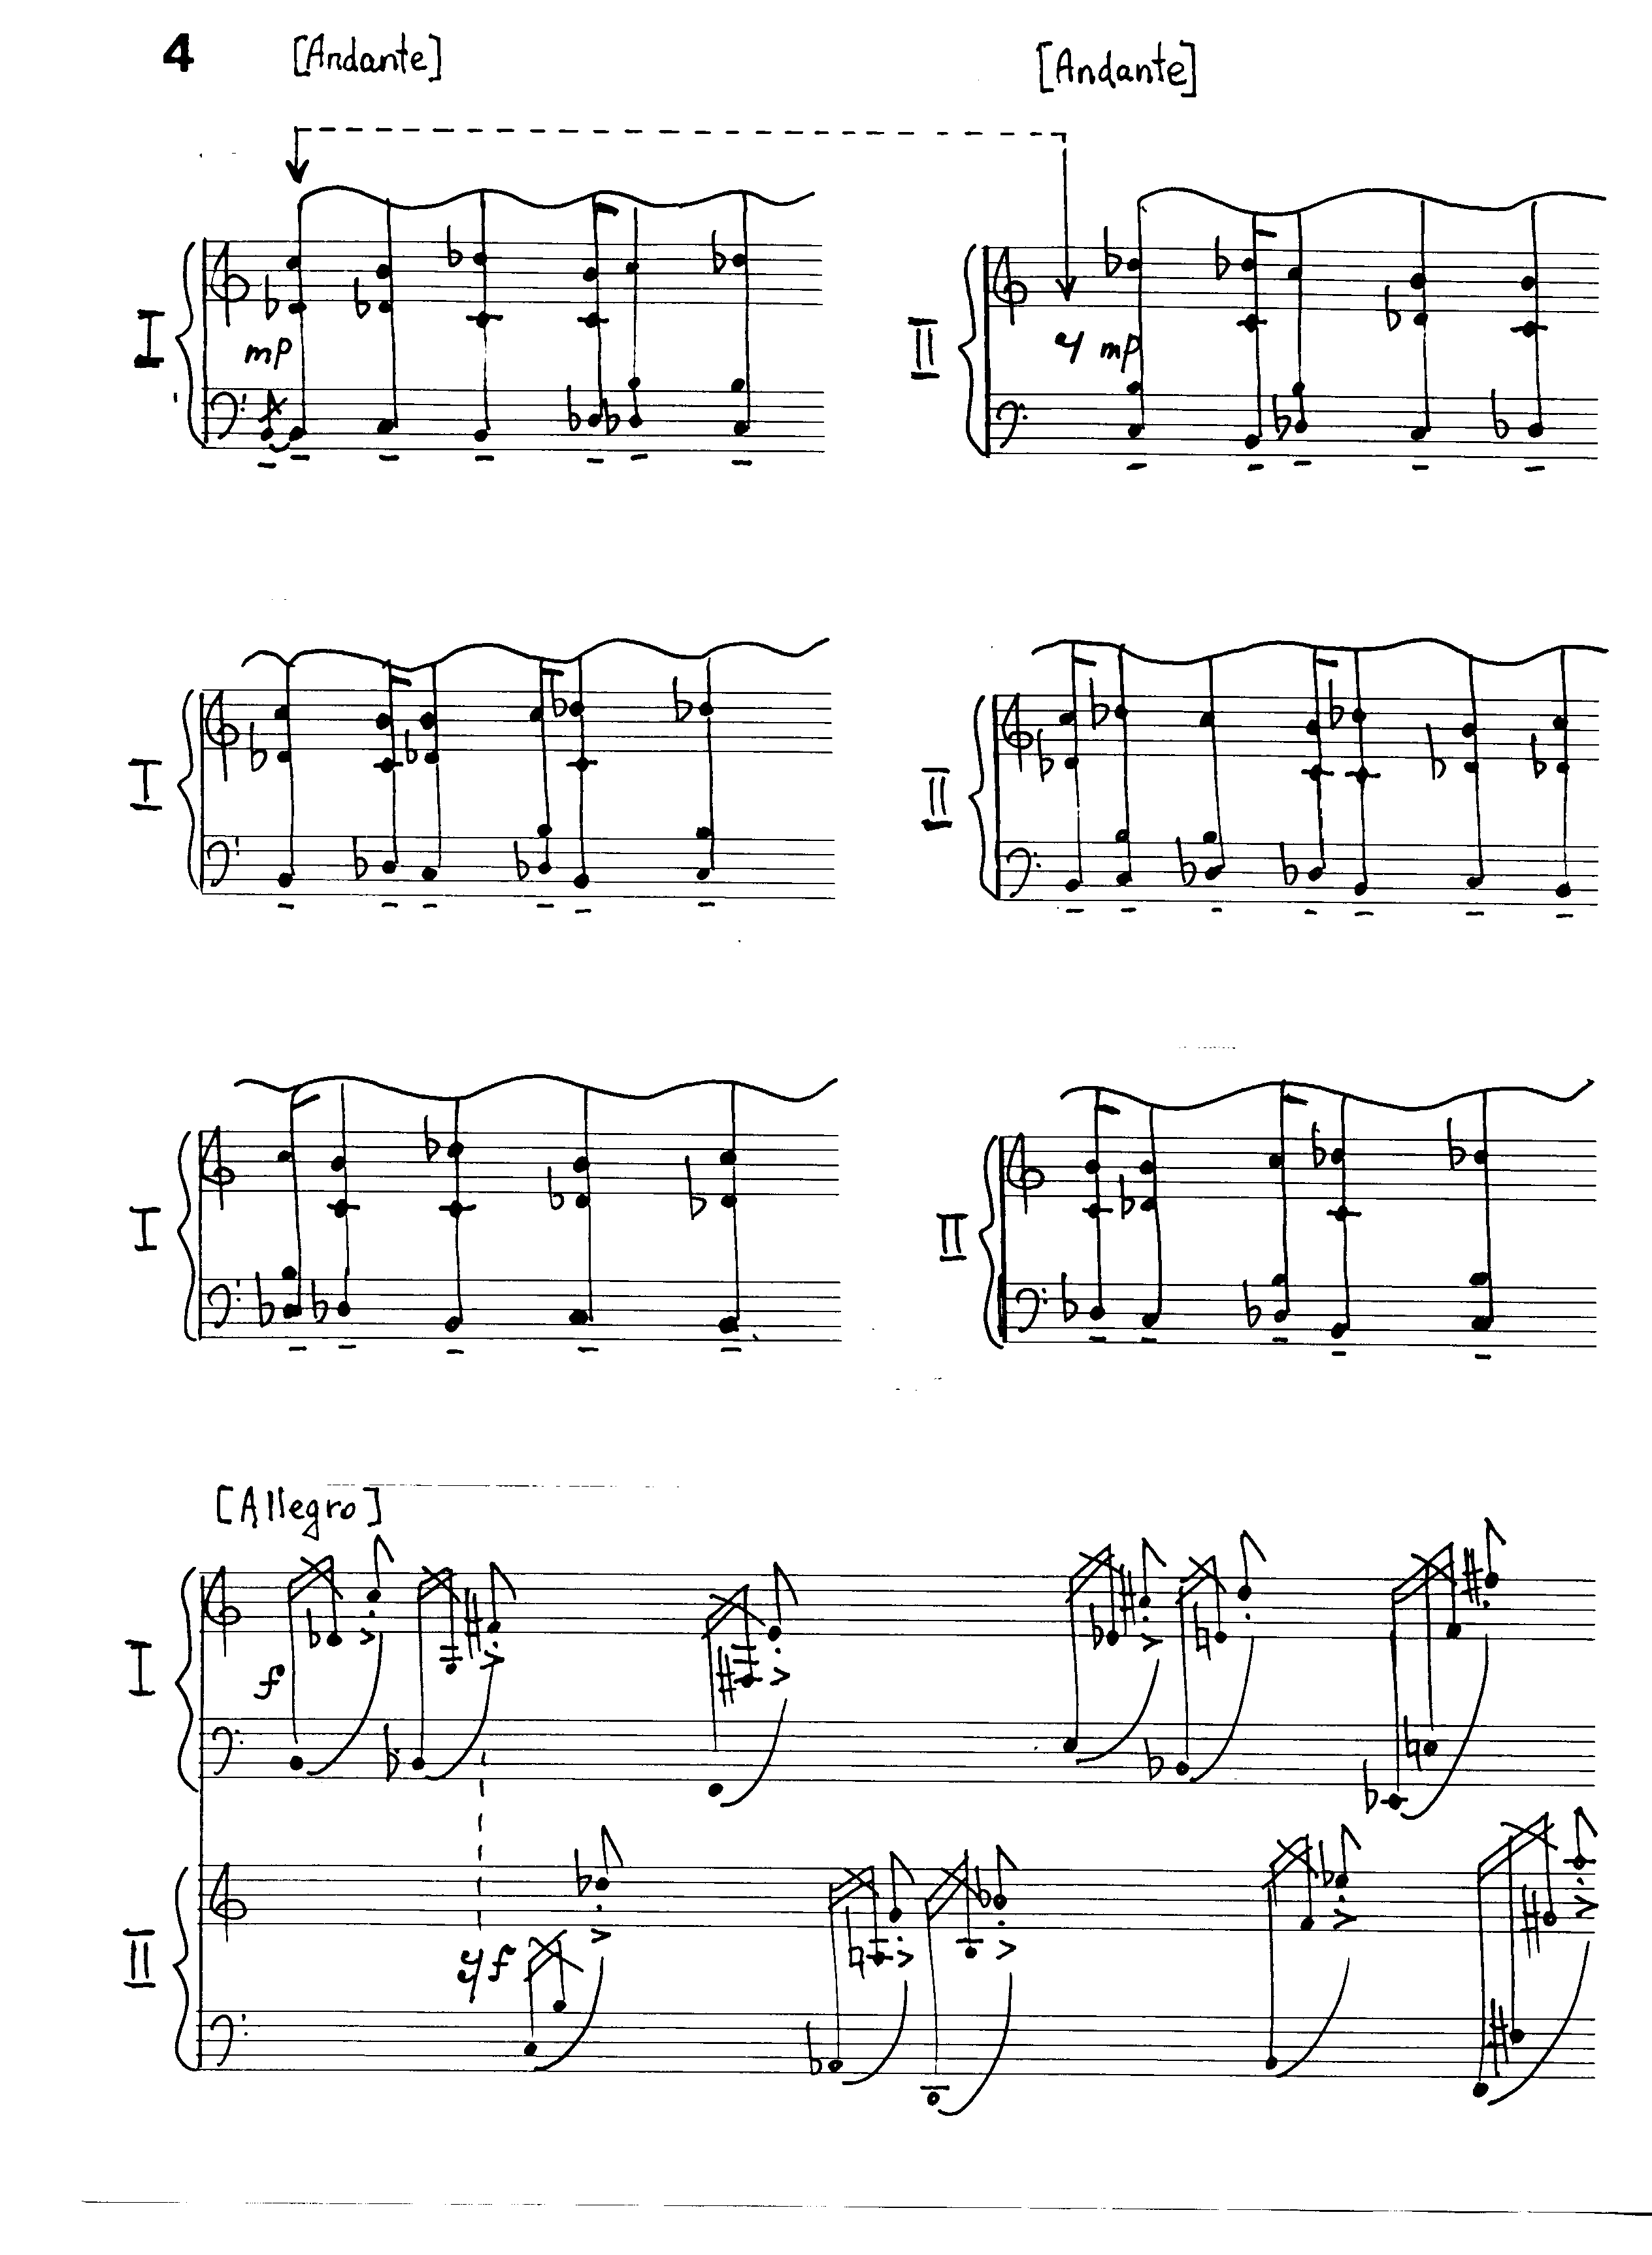 4 [Andante] [Andante]
I mp II mp
I II
I II
[Allegro]
I f
II f